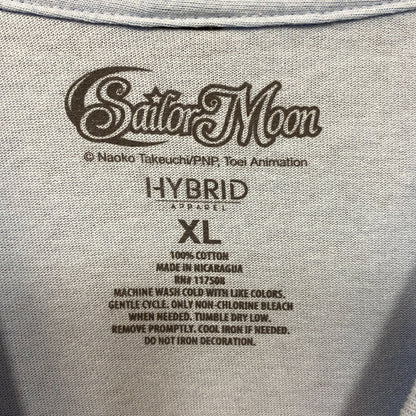 Sailor Moon
© Naoko Takeuchi/PNP, Toei Animation
HYBRID
APPAREL
XL
100% COTTON
MADE IN NICARAGUA
RN# 117508
MACHINE WASH COLD WITH LIKE COLORS.
GENTLE CYCLE. ONLY NON-CHLORINE BLEACH
WHEN NEEDED. TUMBLE DRY LOW.
REMOVE PROMPTLY. COOL IRON IF NEEDED.
DO NOT IRON DECORATION.